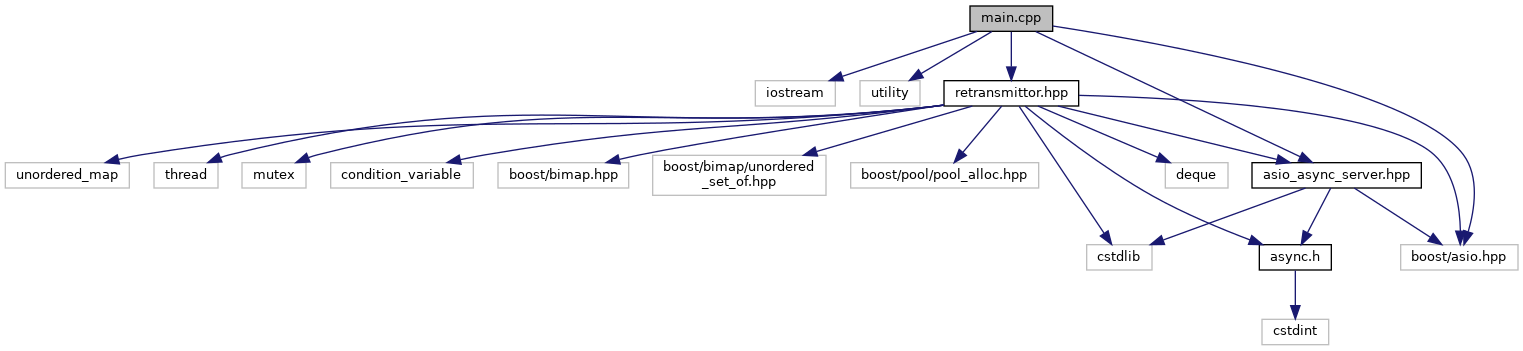 main.cpp
iostream
utility
retransmittor.hpp
unordered_map
thread
mutex
condition_variable
boost/bimap.hpp
boost/bimap/unordered
_set_of.hpp
boost/pool/pool_alloc.hpp
deque
asio_async_server.hpp
cstdlib
async.h
boost/asio.hpp
cstdint